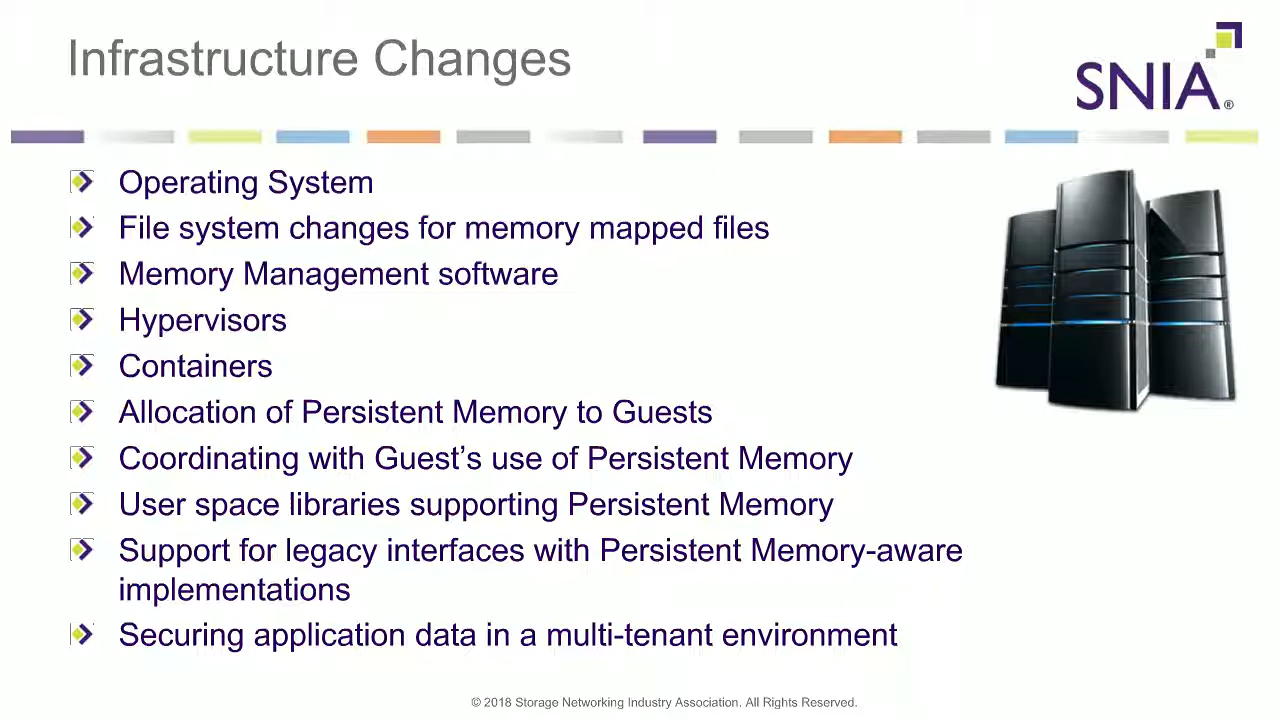 Infrastructure Changes
SNIA®
Operating System
File system changes for memory mapped files
Memory Management software
Hypervisors
Containers
Allocation of Persistent Memory to Guests
Coordinating with Guest’s use of Persistent Memory
User space libraries supporting Persistent Memory
Support for legacy interfaces with Persistent Memory-aware
implementations
Securing application data in a multi-tenant environment
© 2018 Storage Networking Industry Association. All Rights Reserved.